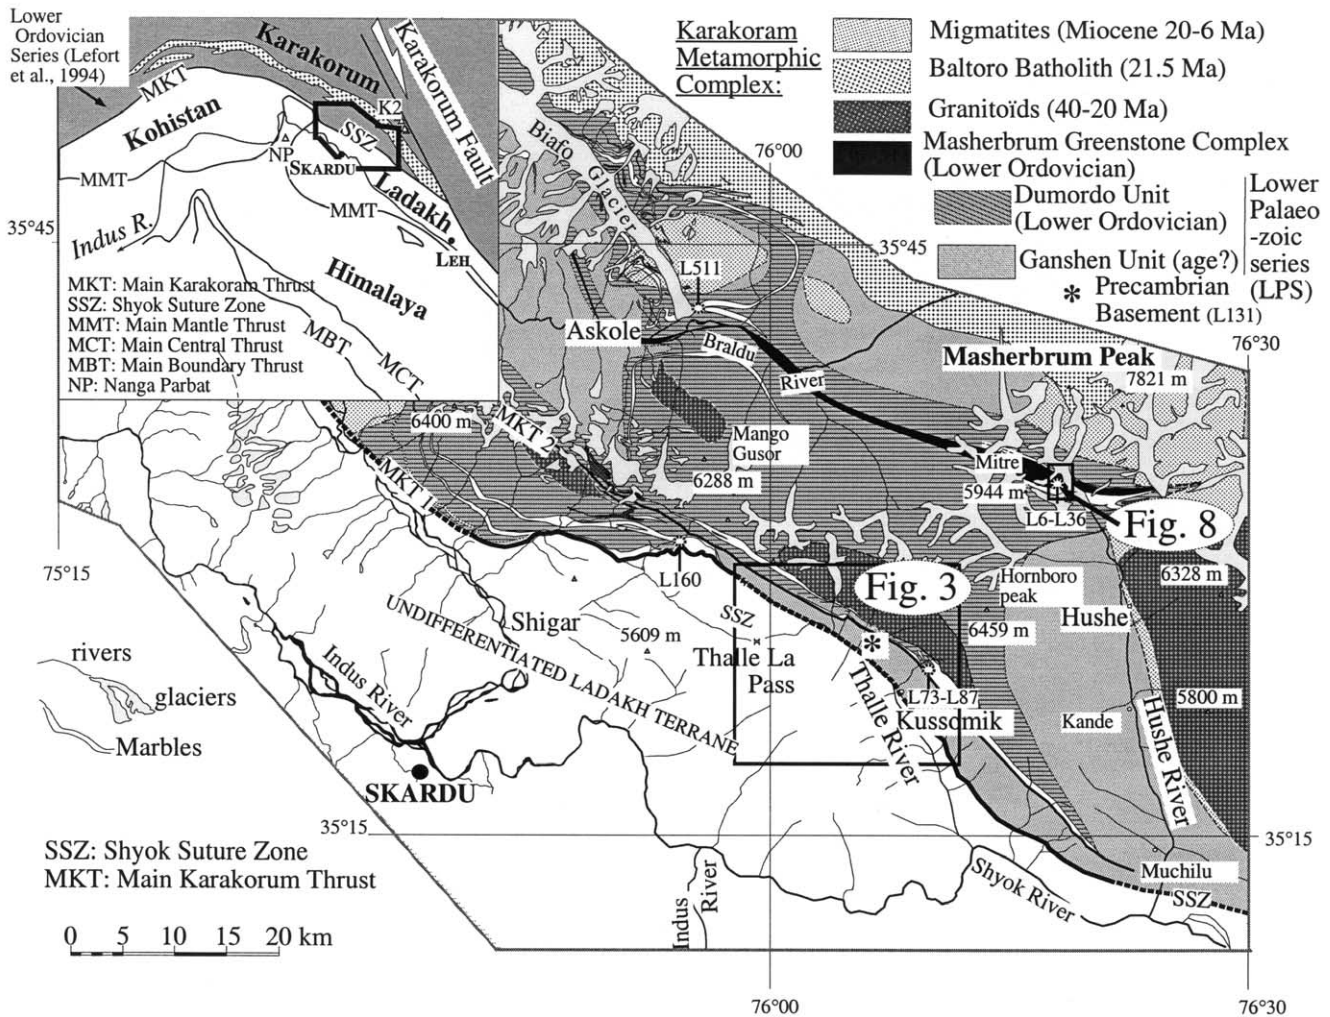 Lower
Ordovician
Series (Lefort
et al., 1994)
MKT
Karakorum
Karakorum Fault
K2
Kohistan
SSZ
NP
SKARDU
MMT
Ladakh
MMT
Indus R.
LEH
Himalaya
MKT: Main Karakoram Thrust
SSZ: Shyok Suture Zone
MMT: Main Mantle Thrust
MCT: Main Central Thrust
MBT: Main Boundary Thrust
NP: Nanga Parbat
MBT
MCT
Karakoram
Metamorphic
Complex:
Migmatites (Miocene 20-6 Ma)
Baltoro Batholith (21.5 Ma)
Granitoïds (40-20 Ma)
Masherbrum Greenstone Complex
(Lower Ordovician)
Dumordo Unit
(Lower Ordovician)
Ganshen Unit (age?)
Lower
Palaeo
-zoic
series
(LPS)
* Precambrian
Basement (L131)
76°00
35°45
35°45
76°30
Biafo
Glacier
L511
Askole
Braldu
River
Masherbrum Peak
7821 m
6400 m
MKT 2
MKT 1
Mango
Gusor
6288 m
Mitre
5944 m
L6-L36
Fig. 8
75°15
L160
Fig. 3
Hornboro
peak
6459 m
6328 m
Hushe
SSZ
Shigar
5609 m
Thalle La
Pass
*
UNDIFFERENTIATED LADAKH TERRANE
Thalle River
L73-L87
Kussomik
Kande
5800 m
Hushe River
rivers
glaciers
Marbles
Indus River
SKARDU
35°15
35°15
Muchilu
SSZ
Shyok River
Indus
River
SSZ: Shyok Suture Zone
MKT: Main Karakorum Thrust
0 5 10 15 20 km
76°00
76°30